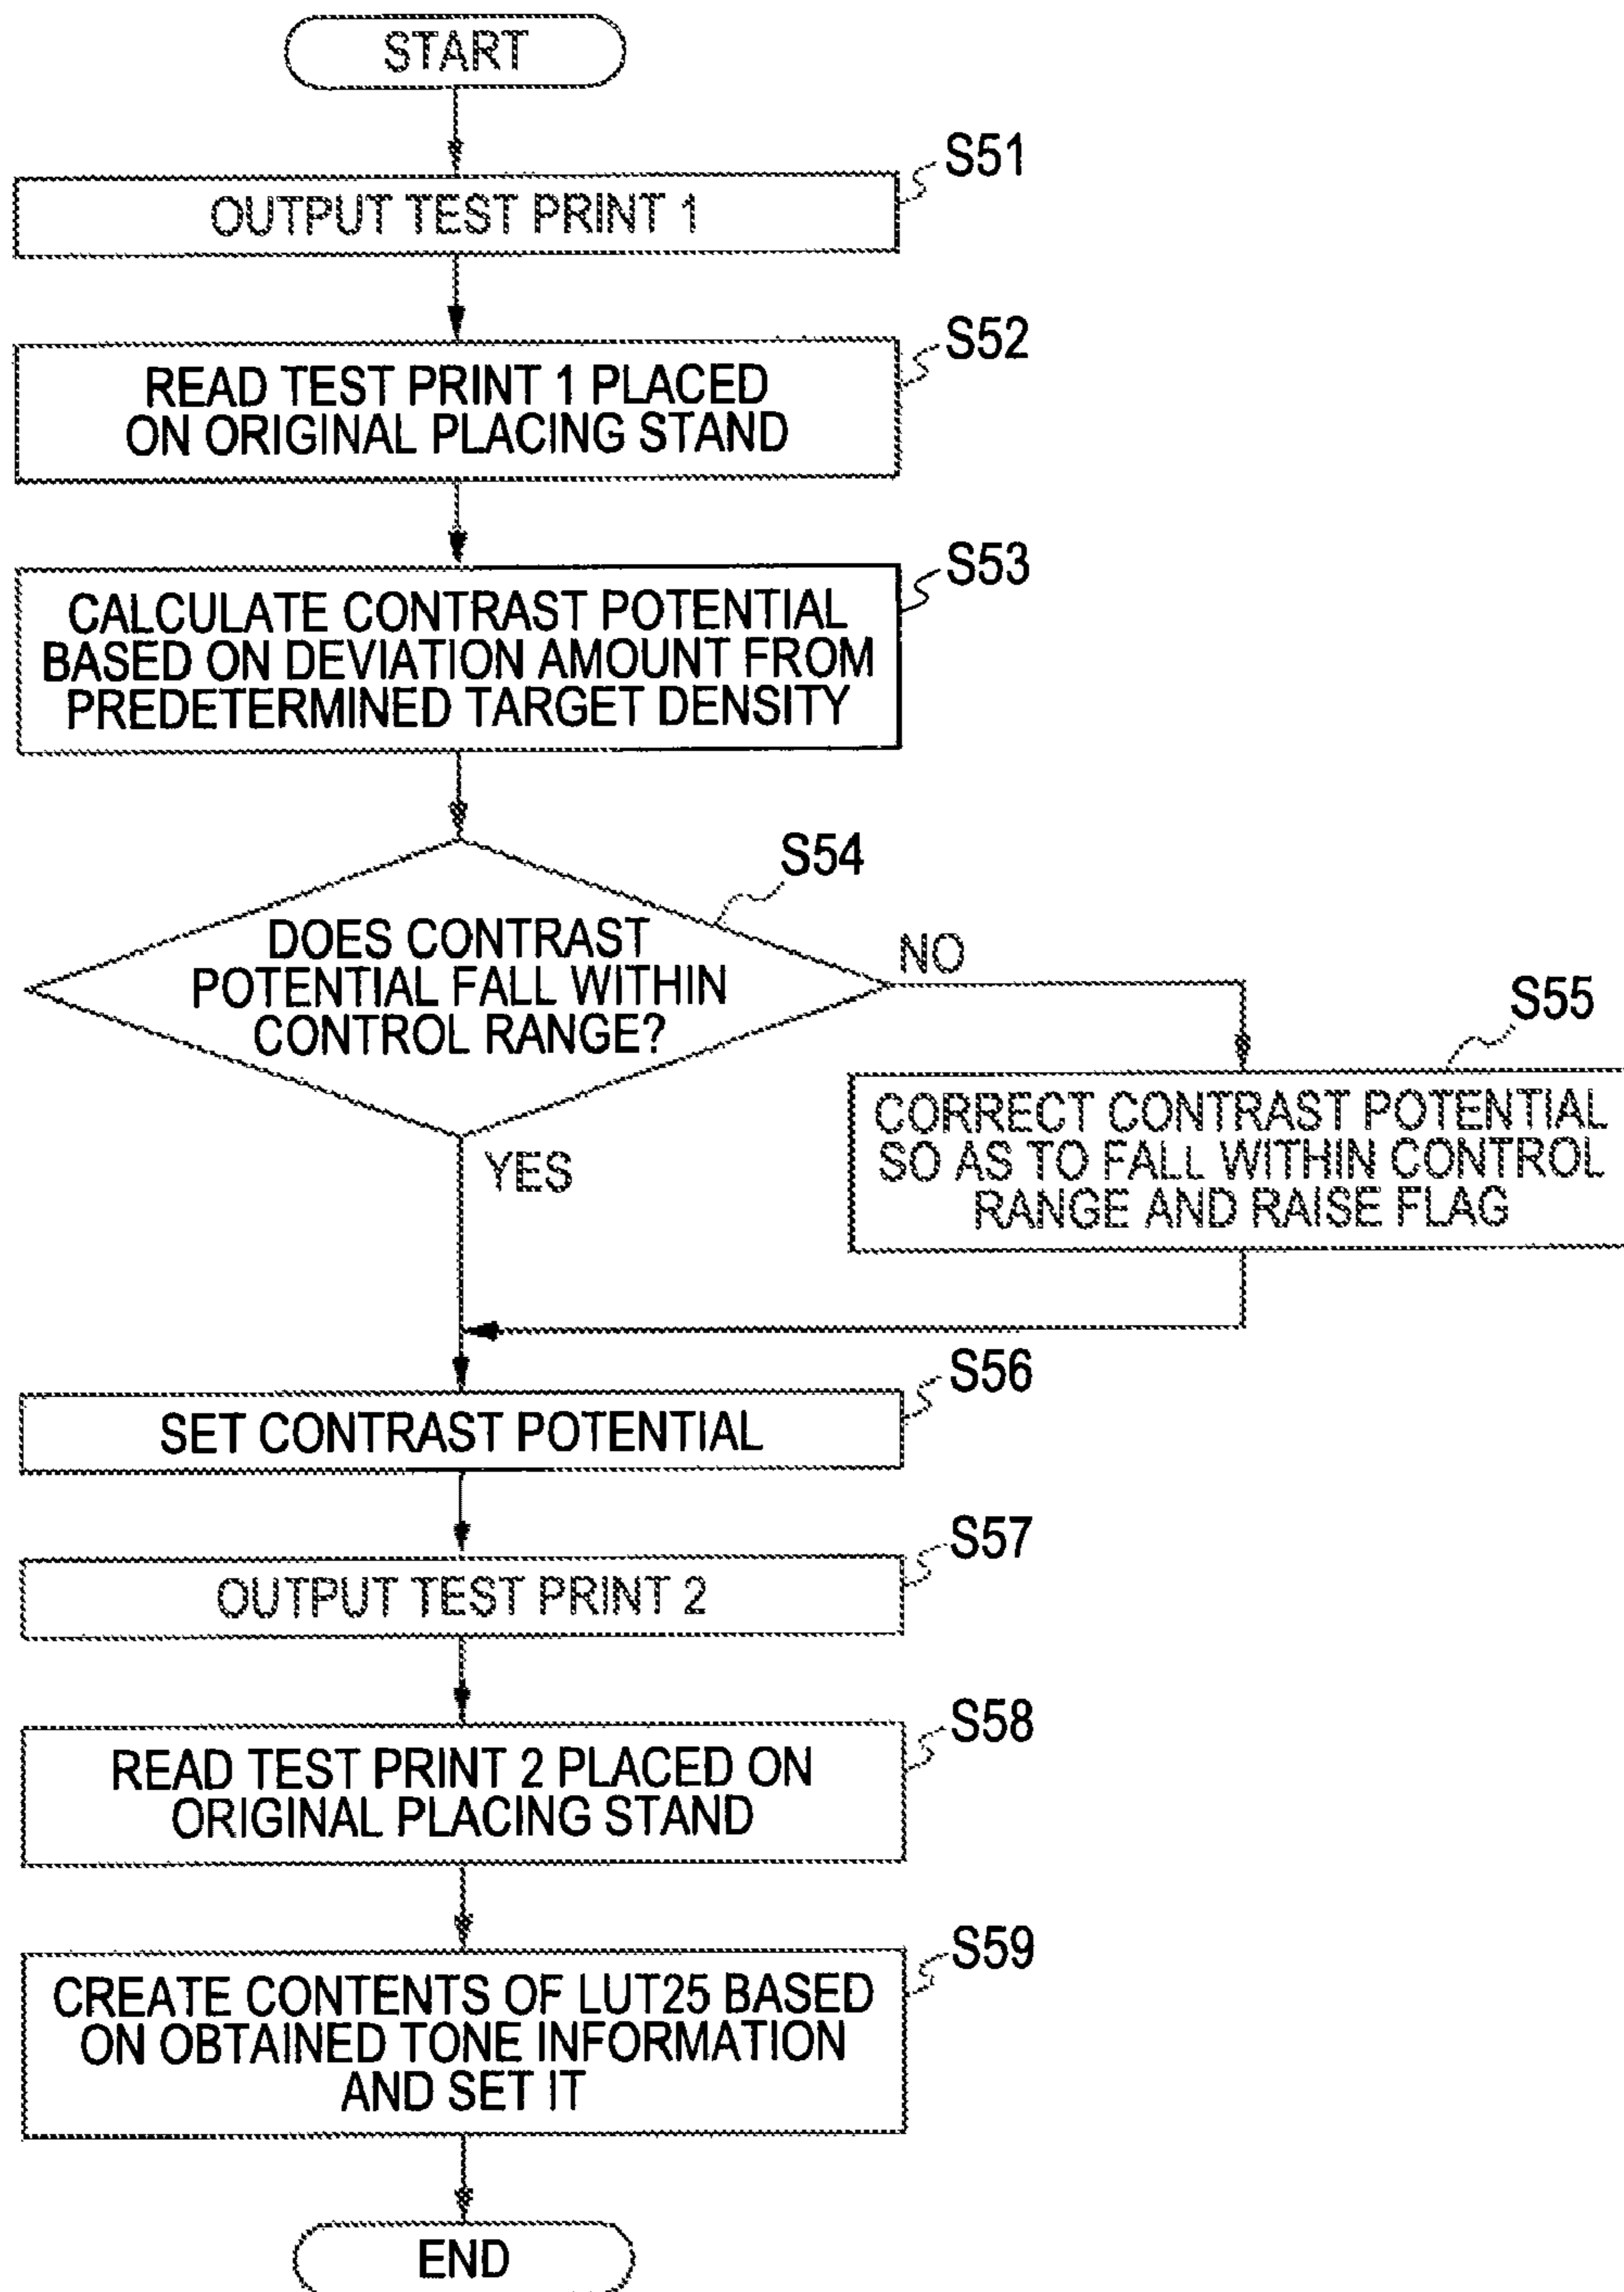 START
S51
OUTPUT TEST PRINT 1
S52
READ TEST PRINT 1 PLACED
ON ORIGINAL PLACING STAND
S53
CALCULATE CONTRAST POTENTIAL
BASED ON DEVIATION AMOUNT FROM
PREDETERMINED TARGET DENSITY
S54
DOES CONTRAST
POTENTIAL FALL WITHIN
CONTROL RANGE?
NO
YES
S55
CORRECT CONTRAST POTENTIAL
SO AS TO FALL WITHIN CONTROL
RANGE AND RAISE FLAG
S56
SET CONTRAST POTENTIAL
S57
OUTPUT TEST PRINT 2
S58
READ TEST PRINT 2 PLACED ON
ORIGINAL PLACING STAND
S59
CREATE CONTENTS OF LUT25 BASED
ON OBTAINED TONE INFORMATION
AND SET IT
END